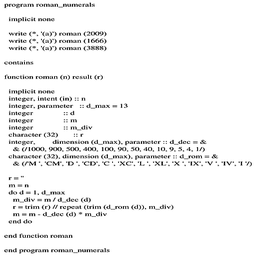 program roman_numerals
implicit none
write (*, '(a)') roman (2009)
write (*, '(a)') roman (1666)
write (*, '(a)') roman (3888)
contains
function roman (n) result (r)
implicit none
integer, intent (in) :: n
integer, parameter :: d_max = 13
integer :: d
integer :: m
integer :: m_div
character (32) :: r
integer, dimension (d_max), parameter :: d_dec = &
& (/1000, 900, 500, 400, 100, 90, 50, 40, 10, 9, 5, 4, 1/)
character (32), dimension (d_max), parameter :: d_rom = &
& (/'M ', 'CM', 'D ', 'CD', 'C ', 'XC', 'L ', 'XL', 'X ', 'IX', 'V ', 'IV', 'I '/)
r = ''
m = n
do d = 1, d_max
m_div = m / d_dec (d)
r = trim (r) // repeat (trim (d_rom (d)), m_div)
m = m - d_dec (d) * m_div
end do
end function roman
end program roman_numerals